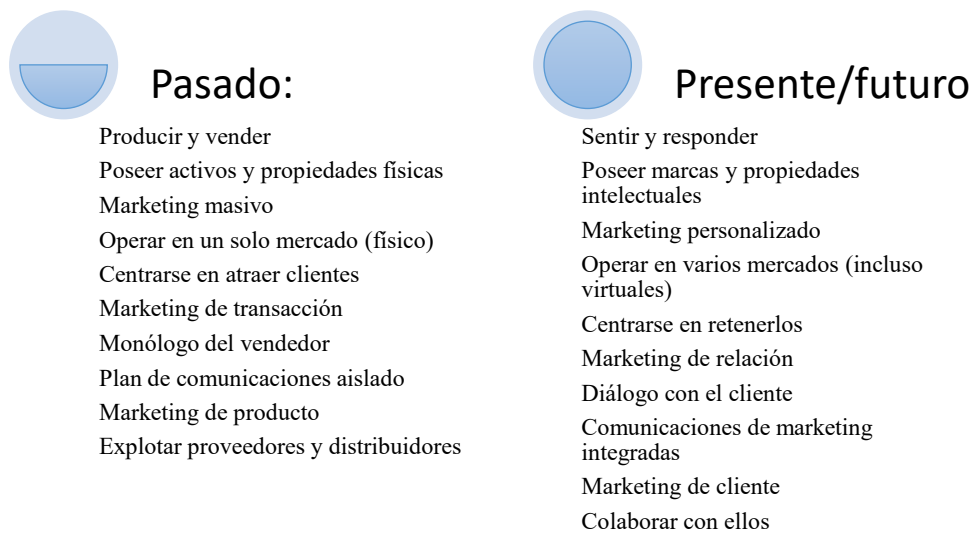 Pasado:
Producir y vender
Poseer activos y propiedades físicas
Marketing masivo
Operar en un solo mercado (físico)
Centrarse en atraer clientes
Marketing de transacción
Monólogo del vendedor
Plan de comunicaciones aislado
Marketing de producto
Explotar proveedores y distribuidores
Presente/futuro
Sentir y responder
Poseer marcas y propiedades
intelectuales
Marketing personalizado
Operar en varios mercados (incluso
virtuales)
Centrarse en retenerlos
Marketing de relación
Diálogo con el cliente
Comunicaciones de marketing
integradas
Marketing de cliente
Colaborar con ellos